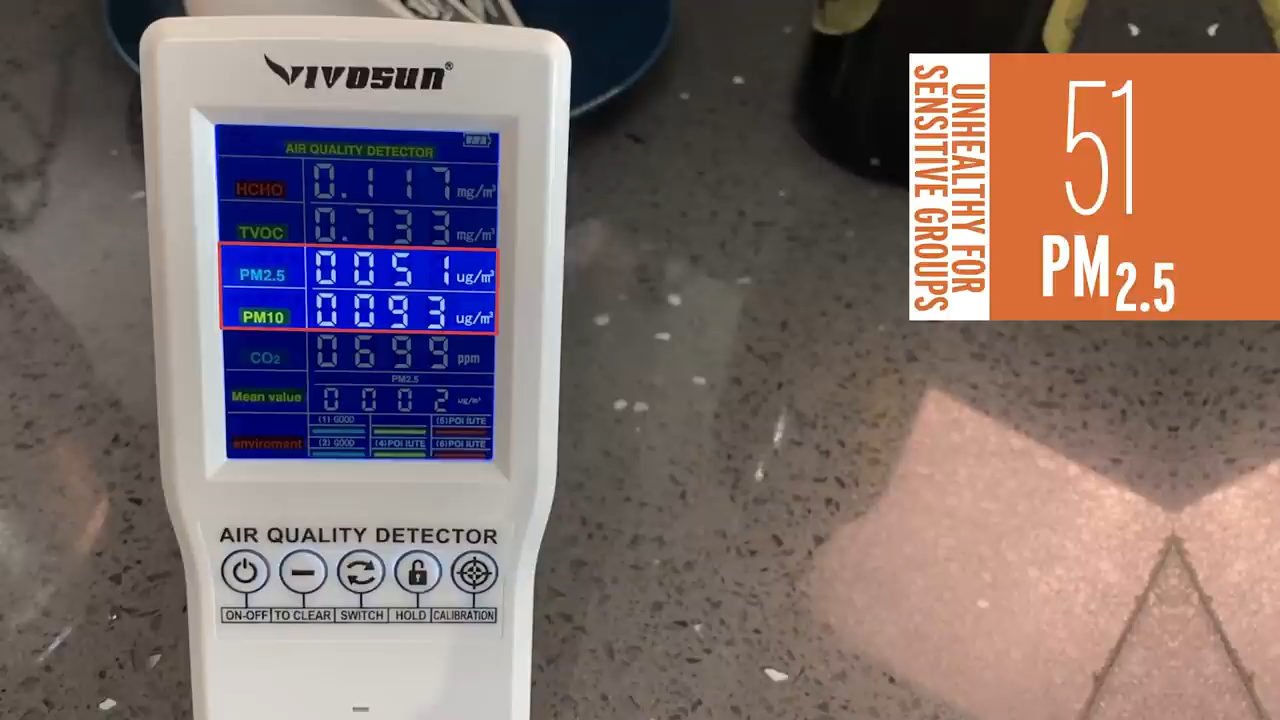 VIVOSUN®
AIR QUALITY DETECTOR
HCHO 0.117 mg/m³
TVOC 0.733 mg/m³
PM2.5 0051 ug/m³
PM10 0093 ug/m³
CO₂ 0699 ppm
PM2.5
Mean value 0002 ug/m³
(1) GOOD (5)POI IUTE
enviroment (2) GOOD (4)POI IUTE (6)POI IUTE
AIR QUALITY DETECTOR
ON-OFF TO CLEAR SWITCH HOLD CALIBRATION
UNHEALTHY FOR
SENSITIVE GROUPS
51
PM2.5